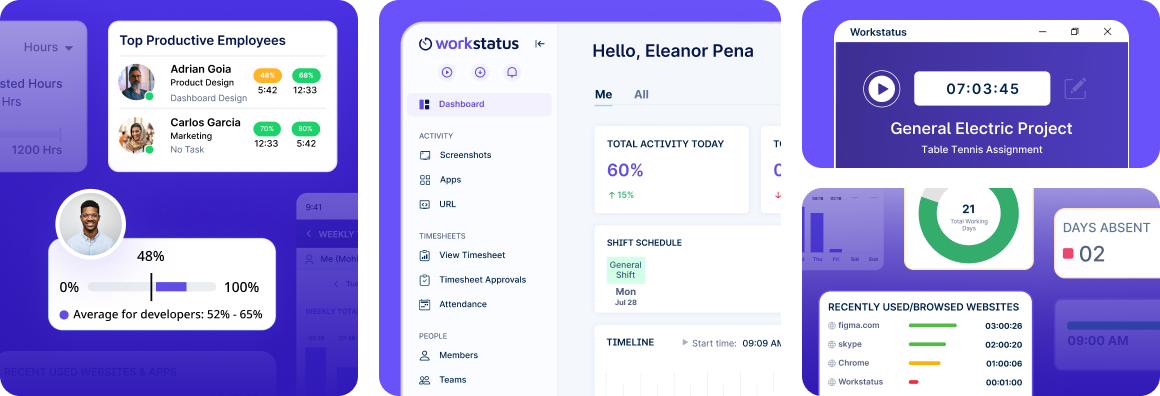 Hours
sted Hours
Hrs
1200 Hrs
Top Productive Employees
Adrian Goia
Product Design
Dashboard Design
48%
68%
5:42
12:33
Carlos Garcia
Marketing
No Task
70%
80%
12:33
5:42
48%
0%
100%
Average for developers: 52% - 65%
9:41
WEEKLY
Me (Mohi
Tue
WEEKLY TOTA
RECENT USED WEBSITES & APPS
workstatus
Dashboard
ACTIVITY
Screenshots
Apps
URL
TIMESHEETS
View Timesheet
Timesheet Approvals
Attendance
PEOPLE
Members
Teams
Hello, Eleanor Pena
Me
All
TOTAL ACTIVITY TODAY
60%
↑ 15%
TO
SHIFT SCHEDULE
General
Shift
Mon
Jul 28
TIMELINE
Start time: 09:09 AM
Workstatus
07:03:45
General Electric Project
Table Tennis Assignment
Thu
Fri
Sat
Sun
21
Total Working
Days
DAYS ABSENT
02
09:00 AM
RECENTLY USED/BROWSED WEBSITES
figma.com
03:00:26
skype
02:00:20
Chrome
01:00:06
Workstatus
00:01:00